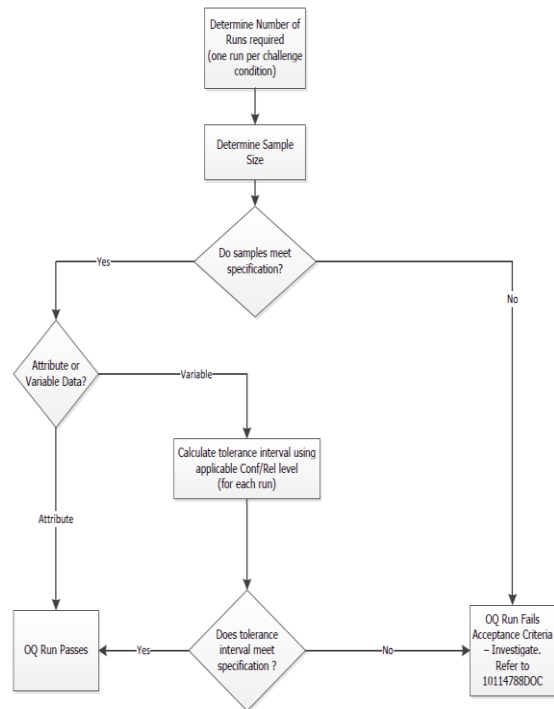 Determine Number of
Runs required
(one run per challenge
condition)
Determine Sample
Size
Do samples meet
specification?
Yes
No
Attribute or
Variable Data?
Variable
Calculate tolerance interval using
applicable Conf/Rel level
(for each run)
Attribute
OQ Run Passes
Yes
Does tolerance
interval meet
specification ?
No
OQ Run Fails
Acceptance Criteria
– Investigate.
Refer to
10114788DOC